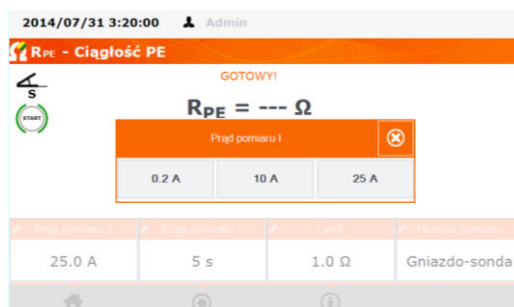 2014/07/31 3:20:00 Admin
RPE - Ciągłość PE
GOTOWY!
S
RPE = --- Ω
START
Prąd pomiaru I
0.2 A 10 A 25 A
Prąd pomiaru I Czas pomiaru t Limit Metoda pomiaru
25.0 A 5 s 1.0 Ω Gniazdo-sonda